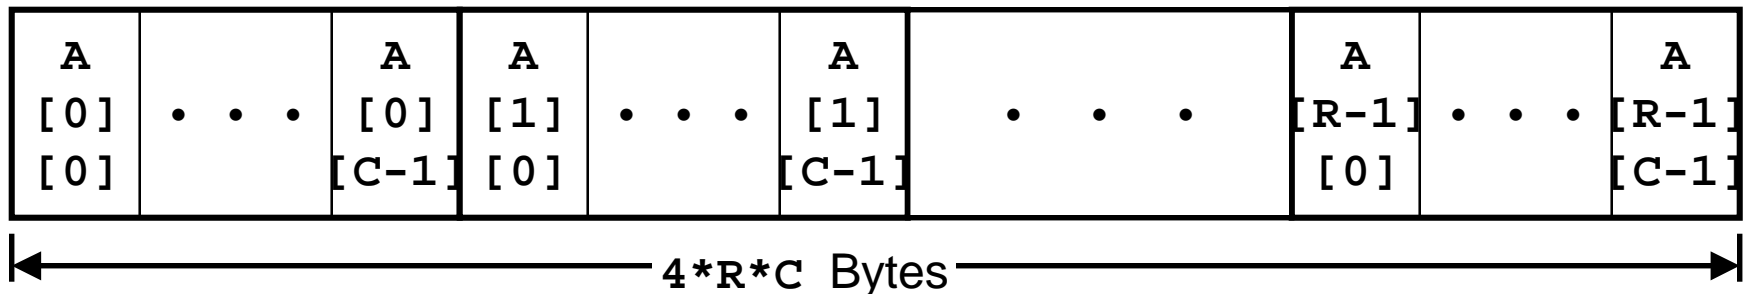 A A A A A A
[0] • • • [0] [1] • • • [1] • • • [R-1] • • • [R-1]
[0] [C-1] [0] [C-1] [0] [C-1]
4*R*C Bytes